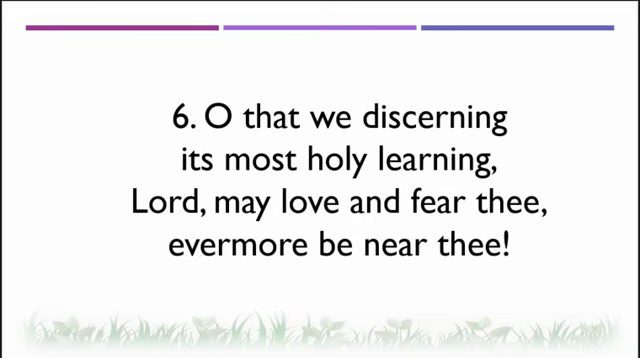 6. O that we discerning
its most holy learning,
Lord, may love and fear thee,
evermore be near thee!